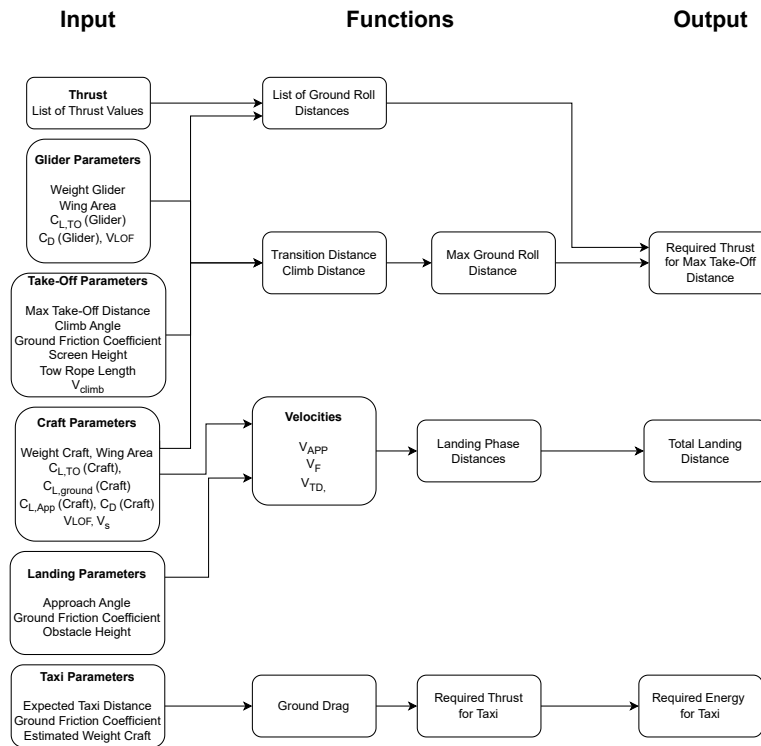 Input
Functions
Output
Thrust
List of Thrust Values
List of Ground Roll
Distances
Glider Parameters
Weight Glider
Wing Area
C_L,TO (Glider)
C_D (Glider), VLOF
Transition Distance
Climb Distance
Max Ground Roll
Distance
Required Thrust
for Max Take-Off
Distance
Take-Off Parameters
Max Take-Off Distance
Climb Angle
Ground Friction Coefficient
Screen Height
Tow Rope Length
V_climb
Craft Parameters
Weight Craft, Wing Area
C_L,TO (Craft),
C_L,ground (Craft)
C_L,App (Craft), C_D (Craft)
VLOF, V_s
Velocities
V_APP
V_F
V_TD,
Landing Phase
Distances
Total Landing
Distance
Landing Parameters
Approach Angle
Ground Friction Coefficient
Obstacle Height
Taxi Parameters
Expected Taxi Distance
Ground Friction Coefficient
Estimated Weight Craft
Ground Drag
Required Thrust
for Taxi
Required Energy
for Taxi